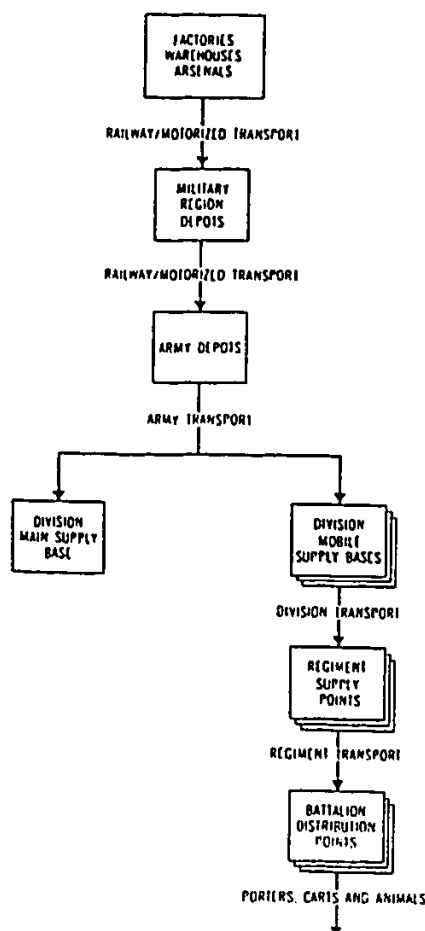 FACTORIES
WAREHOUSES
ARSENALS
RAILWAY/MOTORIZED TRANSPORT
MILITARY
REGION
DEPOTS
RAILWAY/MOTORIZED TRANSPORT
ARMY DEPOTS
ARMY TRANSPORT
DIVISION
MAIN SUPPLY
BASE
DIVISION
MOBILE
SUPPLY BASES
DIVISION TRANSPORT
REGIMENT
SUPPLY
POINTS
REGIMENT TRANSPORT
BATTALION
DISTRIBUTION
POINTS
PORTERS, CARTS AND ANIMALS